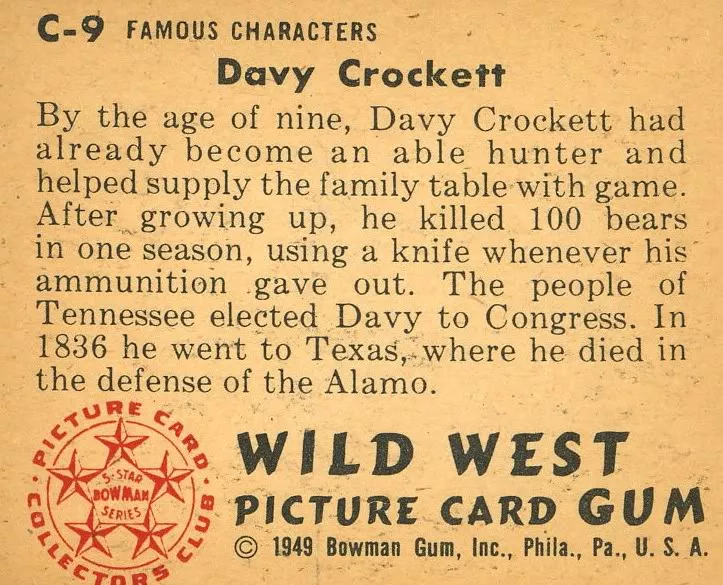 C-9 FAMOUS CHARACTERS
Davy Crockett
By the age of nine, Davy Crockett had
already become an able hunter and
helped supply the family table with game.
After growing up, he killed 100 bears
in one season, using a knife whenever his
ammunition gave out. The people of
Tennessee elected Davy to Congress. In
1836 he went to Texas, where he died in
the defense of the Alamo.
PICTURE CARD COLLECTORS CLUB
5-STAR
BOWMAN
SERIES
WILD WEST
PICTURE CARD GUM
© 1949 Bowman Gum, Inc., Phila., Pa., U. S. A.